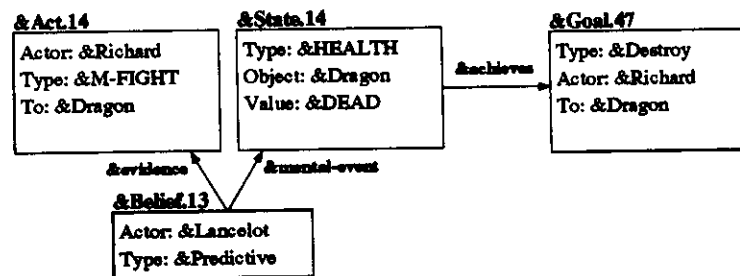 &Act.14
Actor: &Richard
Type: &M-FIGHT
To: &Dragon
&State.14
Type: &HEALTH
Object: &Dragon
Value: &DEAD
&achieves
&Goal.47
Type: &Destroy
Actor: &Richard
To: &Dragon
&evidence
&mental-event
&Belief.13
Actor: &Lancelot
Type: &Predictive